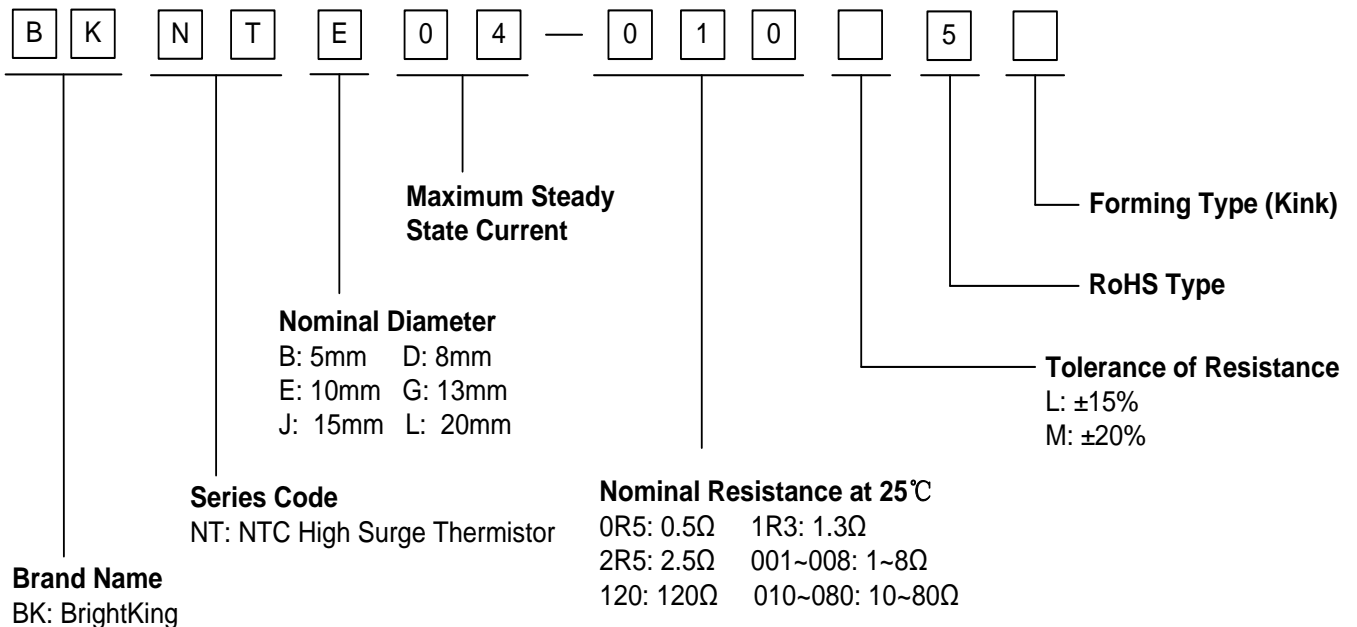 B K N T E 0 4 — 0 1 0 5
Maximum Steady
State Current
Forming Type (Kink)
RoHS Type
Nominal Diameter
B: 5mm D: 8mm
E: 10mm G: 13mm
J: 15mm L: 20mm
Tolerance of Resistance
L: ±15%
M: ±20%
Series Code
NT: NTC High Surge Thermistor
Nominal Resistance at 25℃
0R5: 0.5Ω 1R3: 1.3Ω
2R5: 2.5Ω 001~008: 1~8Ω
120: 120Ω 010~080: 10~80Ω
Brand Name
BK: BrightKing